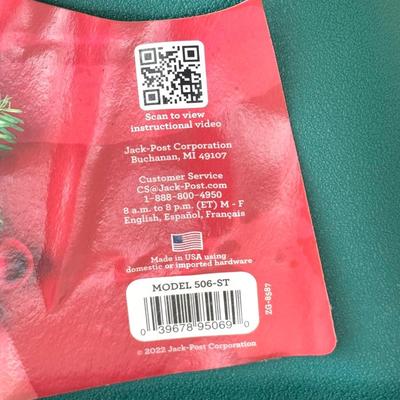 Scan to view
instructional video
Jack-Post Corporation
Buchanan, MI 49107
Customer Service
CS@Jack-Post.com
1-888-800-4950
8 a.m. to 8 p.m. (ET) M - F
English, Español, Français
Made in USA using
domestic or imported hardware
MODEL 506-ST
0 39678 95069 0
© 2022 Jack-Post Corporation
ZG-8587